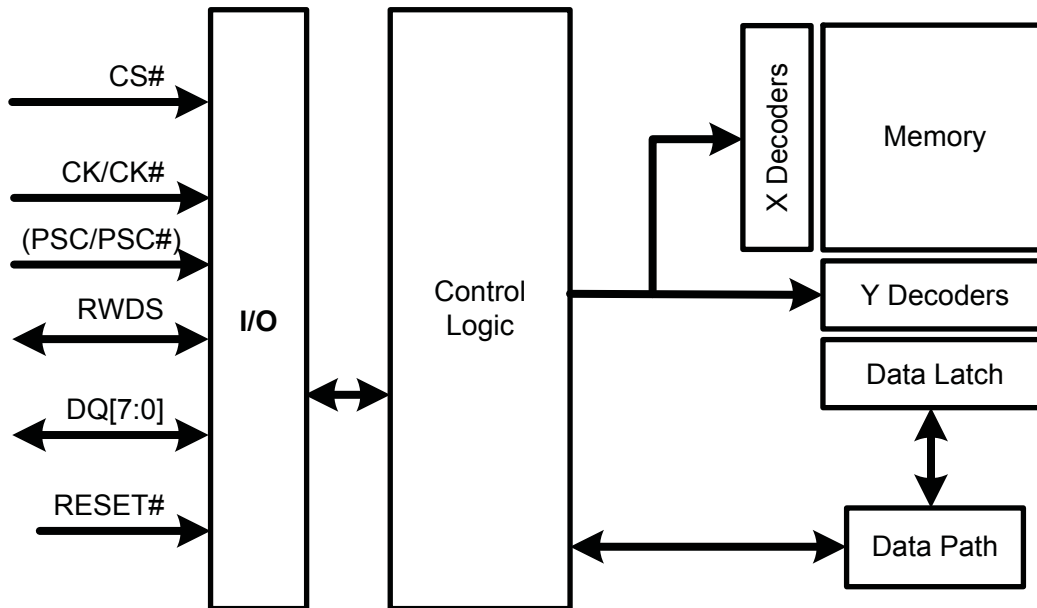 CS#
CK/CK#
(PSC/PSC#)
RWDS
DQ[7:0]
RESET#
I/O
Control
Logic
X Decoders
Memory
Y Decoders
Data Latch
Data Path